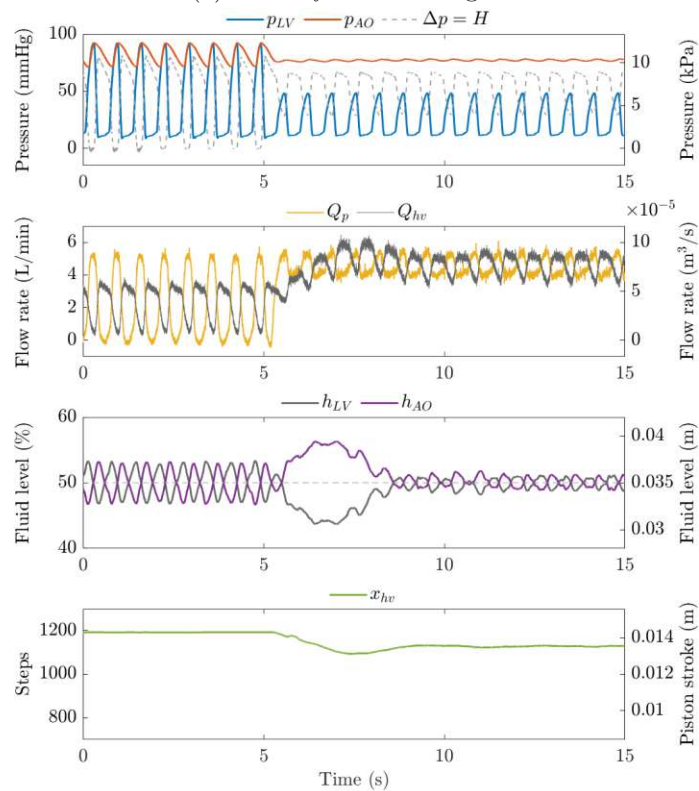 p_LV p_AO Δp = H
Pressure (mmHg)
100
50
0
Pressure (kPa)
10
5
0
0 5 10 15
Q_p Q_hv
×10^-5
Flow rate (L/min)
6
4
2
0
Flow rate (m^3/s)
10
5
0
0 5 10 15
h_LV h_AO
Fluid level (%)
60
50
40
Fluid level (m)
0.04
0.035
0.03
0 5 10 15
x_hv
Steps
1200
1000
800
Piston stroke (m)
0.014
0.012
0.01
0 5 10 15
Time (s)